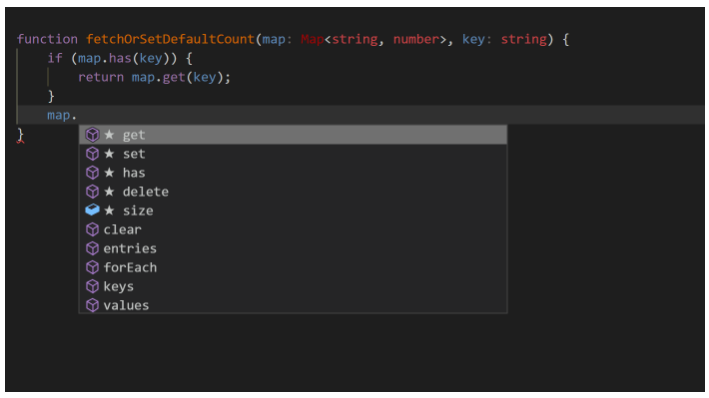 function fetchOrSetDefaultCount(map: Map<string, number>, key: string) {
if (map.has(key)) {
return map.get(key);
}
map.
}
★ get
★ set
★ has
★ delete
★ size
clear
entries
forEach
keys
values